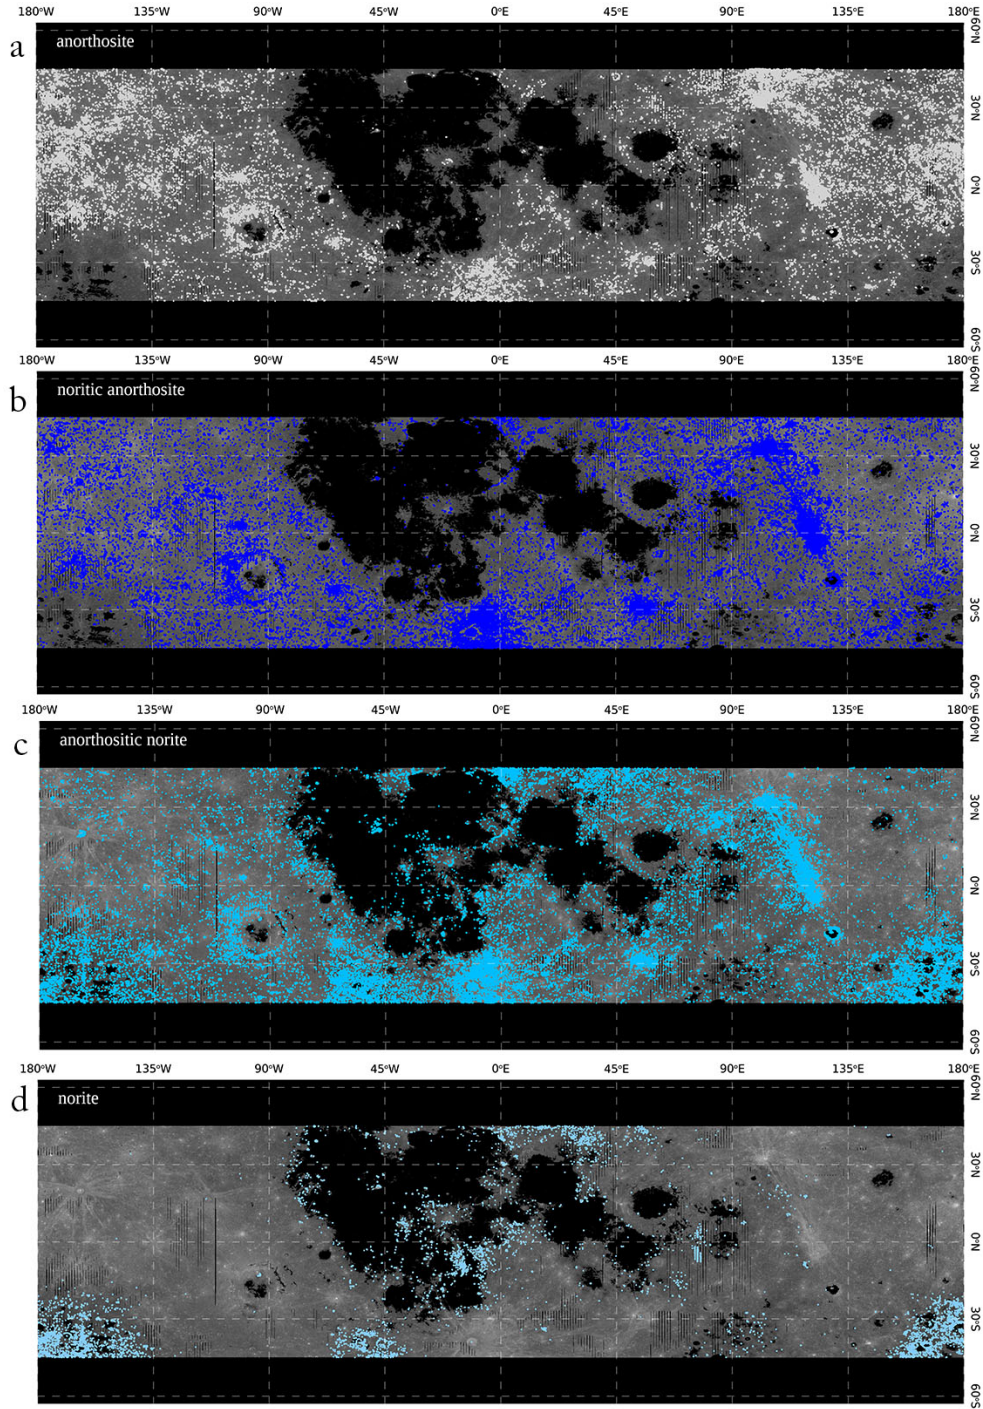 180°W 135°W 90°W 45°W 0°E 45°E 90°E 135°E 180°E
a
anorthosite
60°N
30°N
0°N
30°S
60°S
180°W 135°W 90°W 45°W 0°E 45°E 90°E 135°E 180°E
b
noritic anorthosite
60°N
30°N
0°N
30°S
60°S
180°W 135°W 90°W 45°W 0°E 45°E 90°E 135°E 180°E
c
anorthositic norite
60°N
30°N
0°N
30°S
60°S
180°W 135°W 90°W 45°W 0°E 45°E 90°E 135°E 180°E
d
norite
60°N
30°N
0°N
30°S
60°S